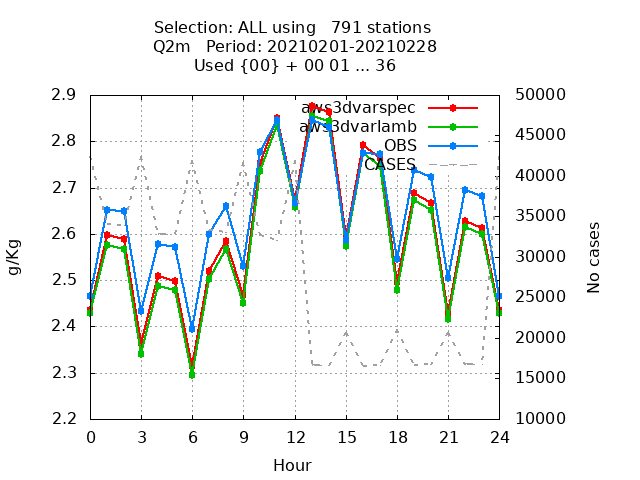 Selection: ALL using   791 stations
Q2m   Period: 20210201-20210228
Used {00} + 00 01 ... 36
aws3dvarspec
aws3dvarlamb
OBS
CASES
g/Kg
2.9
2.8
2.7
2.6
2.5
2.4
2.3
2.2
50000
45000
40000
35000
30000
25000
20000
15000
10000
No cases
0 3 6 9 12 15 18 21 24
Hour